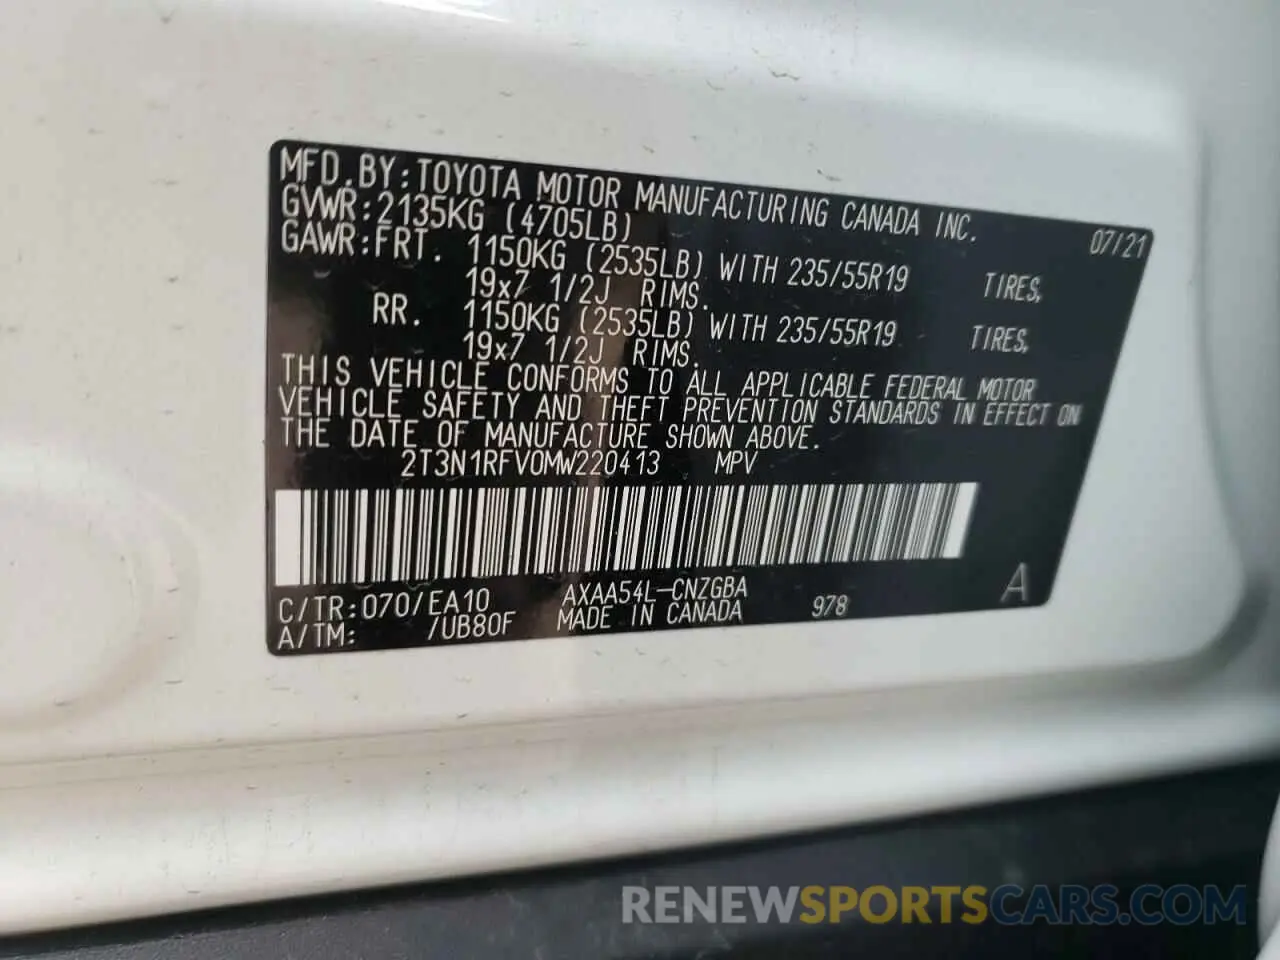 MFD.BY:TOYOTA MOTOR MANUFACTURING CANADA INC. 07/21
GVWR:2135KG (4705LB)
GAWR:FRT. 1150KG (2535LB) WITH 235/55R19 TIRES,
19x7 1/2J RIMS.
RR. 1150KG (2535LB) WITH 235/55R19 TIRES,
19x7 1/2J RIMS.
THIS VEHICLE CONFORMS TO ALL APPLICABLE FEDERAL MOTOR
VEHICLE SAFETY AND THEFT PREVENTION STANDARDS IN EFFECT ON
THE DATE OF MANUFACTURE SHOWN ABOVE.
2T3N1RFV0MW220413 MPV
C/TR:070/EA10 AXAA54L-CNZGBA
A/TM: /UB80F MADE IN CANADA 978 A
RENEWSPORTSCARS.COM